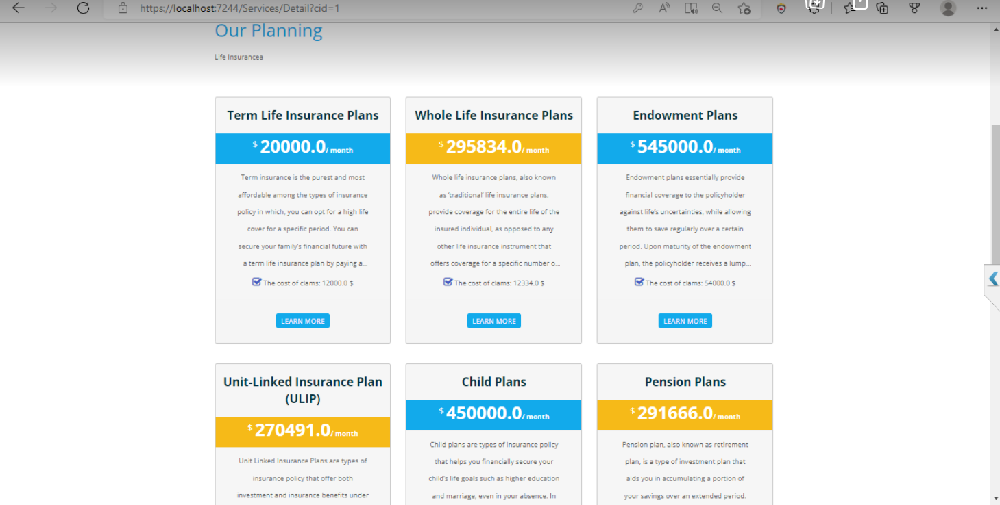 https://localhost:7244/Services/Detail?cid=1
Our Planning
Life Insurancea
Term Life Insurance Plans
$ 20000.0/ month
Term insurance is the purest and most
affordable among the types of insurance
policy in which, you can opt for a high life
cover for a specific period. You can
secure your family's financial future with
a term life insurance plan by paying a...
The cost of clams: 12000.0 $
LEARN MORE
Whole Life Insurance Plans
$ 295834.0/ month
Whole life insurance plans, also known
as 'traditional' life insurance plans,
provide coverage for the entire life of the
insured individual, as opposed to any
other life insurance instrument that
offers coverage for a specific number o...
The cost of clams: 12334.0 $
LEARN MORE
Endowment Plans
$ 545000.0/ month
Endowment plans essentially provide
financial coverage to the policyholder
against life's uncertainties, while allowing
them to save regularly over a certain
period. Upon maturity of the endowment
plan, the policyholder receives a lump...
The cost of clams: 54000.0 $
LEARN MORE
Unit-Linked Insurance Plan
(ULIP)
$ 270491.0/ month
Unit Linked Insurance Plans are types of
insurance policy that offer both
investment and insurance benefits under
Child Plans
$ 450000.0/ month
Child plans are types of insurance policy
that helps you financially secure your
child's life goals such as higher education
and marriage, even in your absence. In
Pension Plans
$ 291666.0/ month
Pension plan, also known as retirement
plan, is a type of investment plan that
aids you in accumulating a portion of
your savings over an extended period.